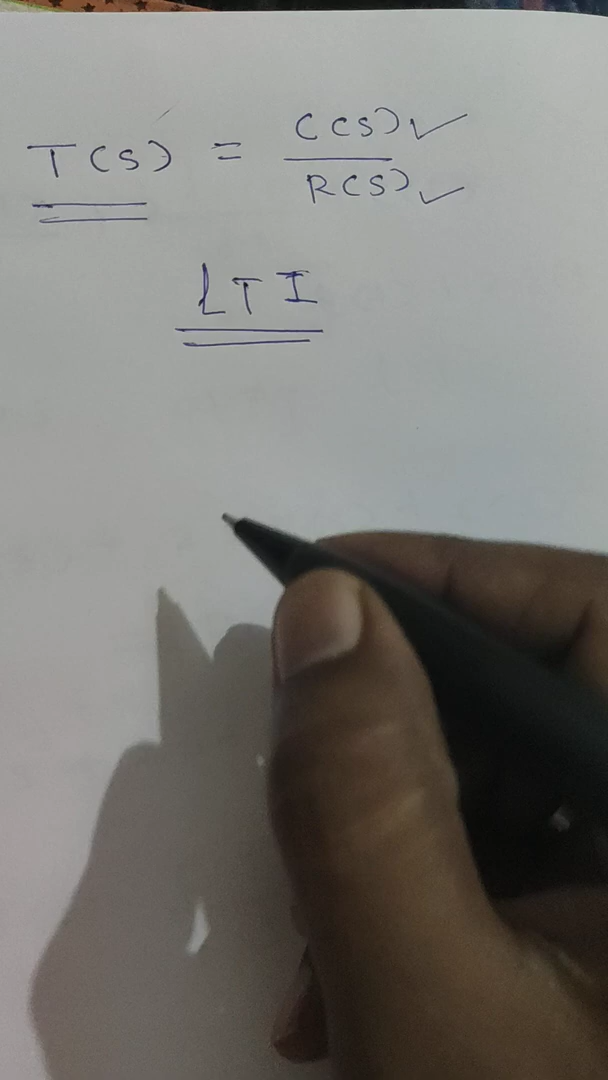 T(S) = C(S) ✓
R(S) ✓
LTI